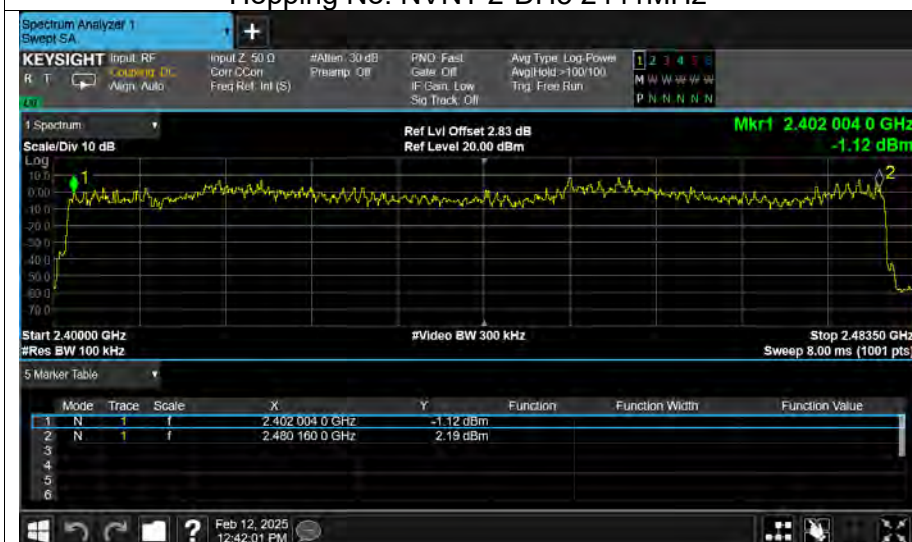 Hopping No. NVNT 2-DH5 2441MHz
Spectrum Analyzer 1
Swept SA
+
KEYSIGHT Input: RF Input Z: 50 Ω #Atten: 30 dB PNO: Fast Avg Type: Log-Power 1 2 3 4 5 6
R T Coupling: DC Corr CCorr Preamp: Off Gate: Off Avg|Hold: >100/100 M W W W W W
Align: Auto Freq Ref: Int (S) IF Gain: Low Trig: Free Run
Sig Track: Off P N N N N N
1 Spectrum Ref Lvl Offset 2.83 dB Mkr1 2.402 004 0 GHz
Scale/Div 10 dB Ref Level 20.00 dBm -1.12 dBm
Log
10.0 1 2
0.00
-10.0
-20.0
-30.0
-40.0
-50.0
-60.0
-70.0
Start 2.40000 GHz #Video BW 300 kHz Stop 2.48350 GHz
#Res BW 100 kHz Sweep 8.00 ms (1001 pts)
5 Marker Table
Mode Trace Scale X Y Function Function Width Function Value
1 N 1 f 2.402 004 0 GHz -1.12 dBm
2 N 1 f 2.480 160 0 GHz 2.19 dBm
3
4
5
6
? Feb 12, 2025
12:42:01 PM